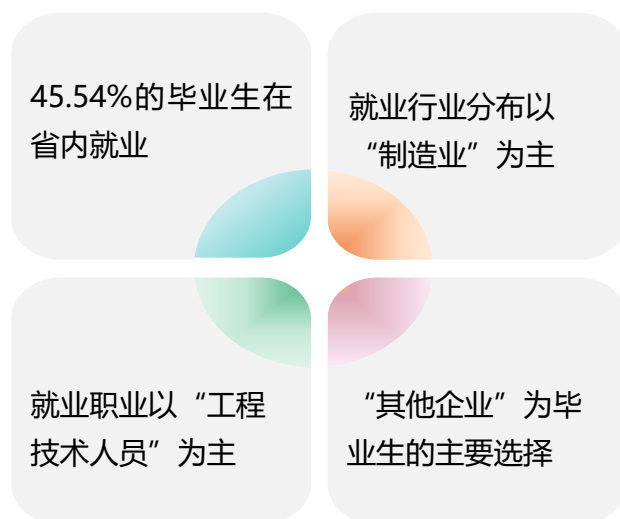 45.54%的毕业生在
省内就业
就业行业分布以
“制造业”为主
就业职业以“工程
技术人员”为主
“其他企业”为毕
业生的主要选择